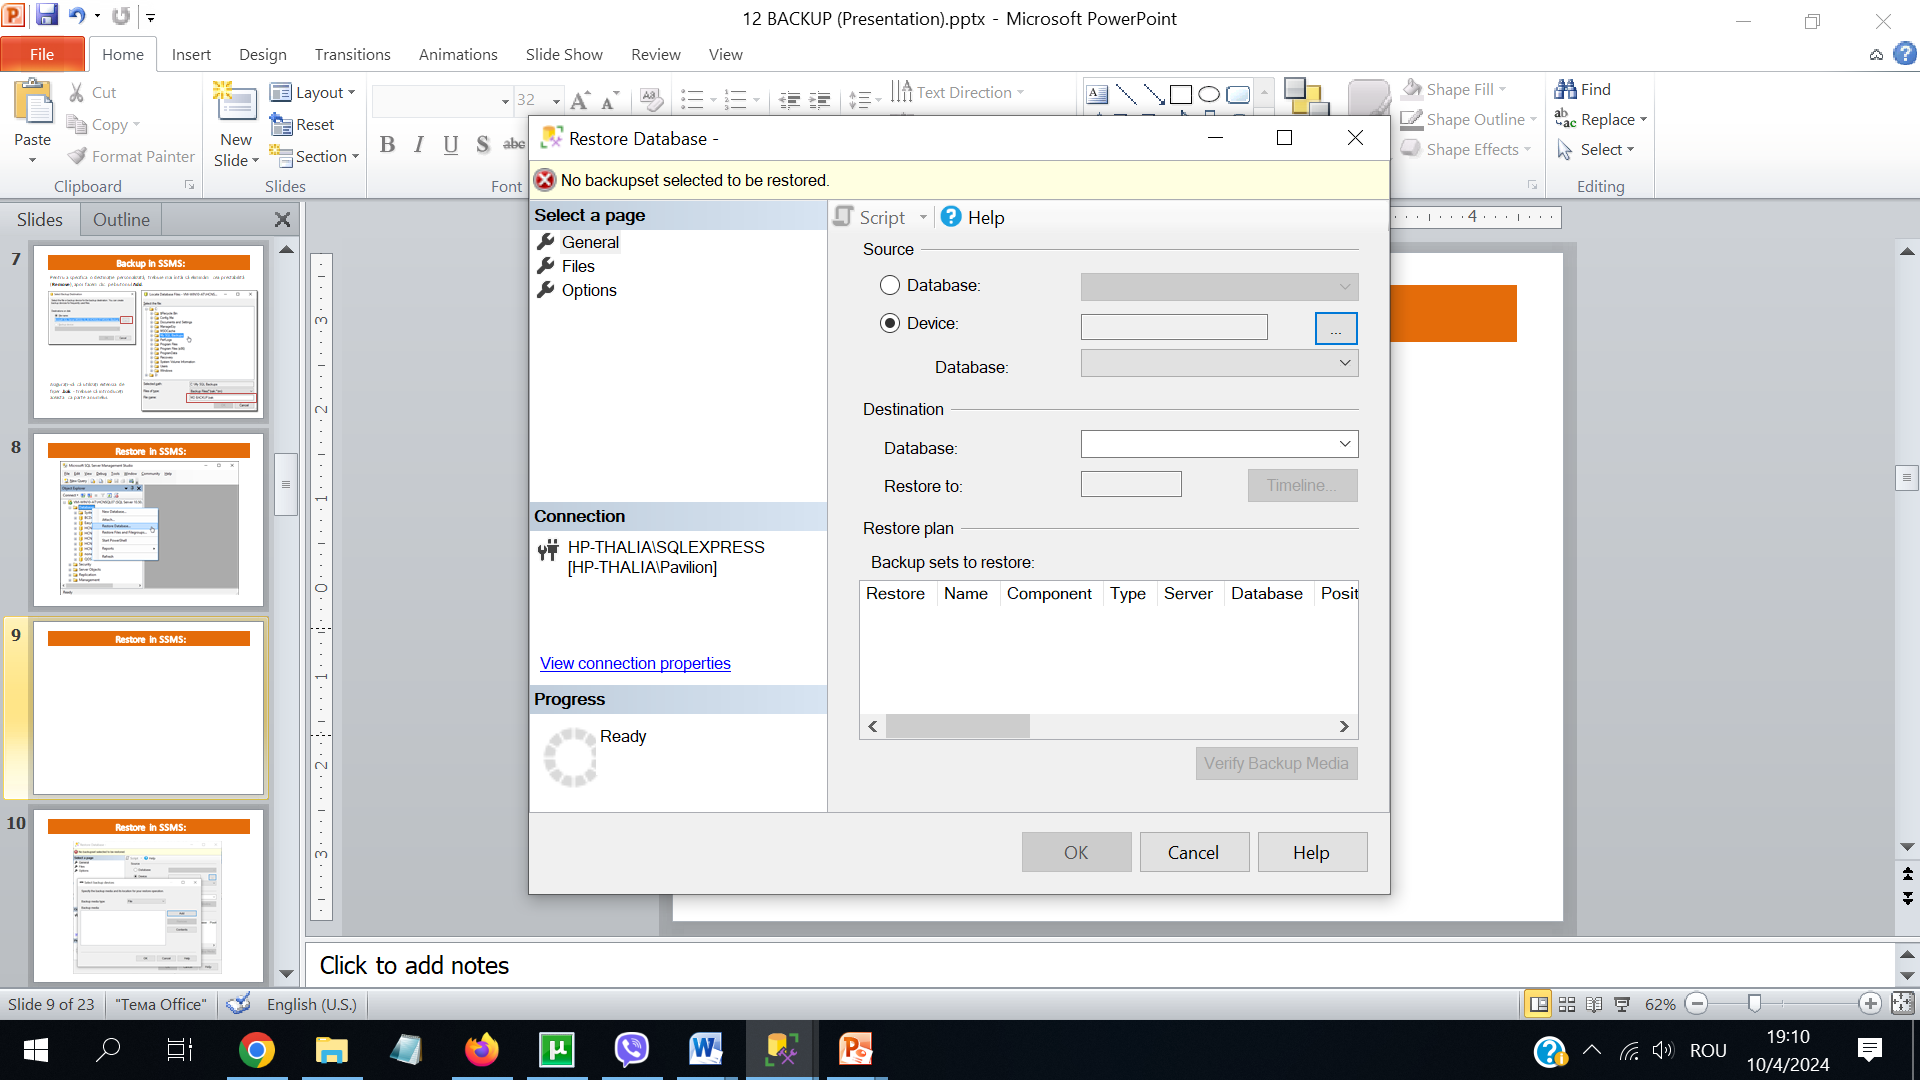 12 BACKUP (Presentation).pptx - Microsoft PowerPoint
File Home Insert Design Transitions Animations Slide Show Review View
Paste
Cut
Copy
Format Painter
Clipboard
New Slide
Layout
Reset
Section
Slides
32
B I U S abc
Font
Text Direction
Shape Fill
Shape Outline
Shape Effects
Find
Replace
Select
Editing
Slides Outline
7
Backup in SSMS:
8
Restore in SSMS:
9
Restore in SSMS:
10
Restore in SSMS:
Restore Database -
No backupset selected to be restored.
Select a page
General
Files
Options
Connection
HP-THALIA\SQLEXPRESS
[HP-THALIA\Pavilion]
View connection properties
Progress
Ready
Script Help
Source
Database:
Device:
...
Database:
Destination
Database:
Restore to:
Timeline...
Restore plan
Backup sets to restore:
Restore Name Component Type Server Database Posit
Verify Backup Media
OK Cancel Help
Click to add notes
Slide 9 of 23 "Тема Office" English (U.S.) 62%
ROU
19:10
10/4/2024